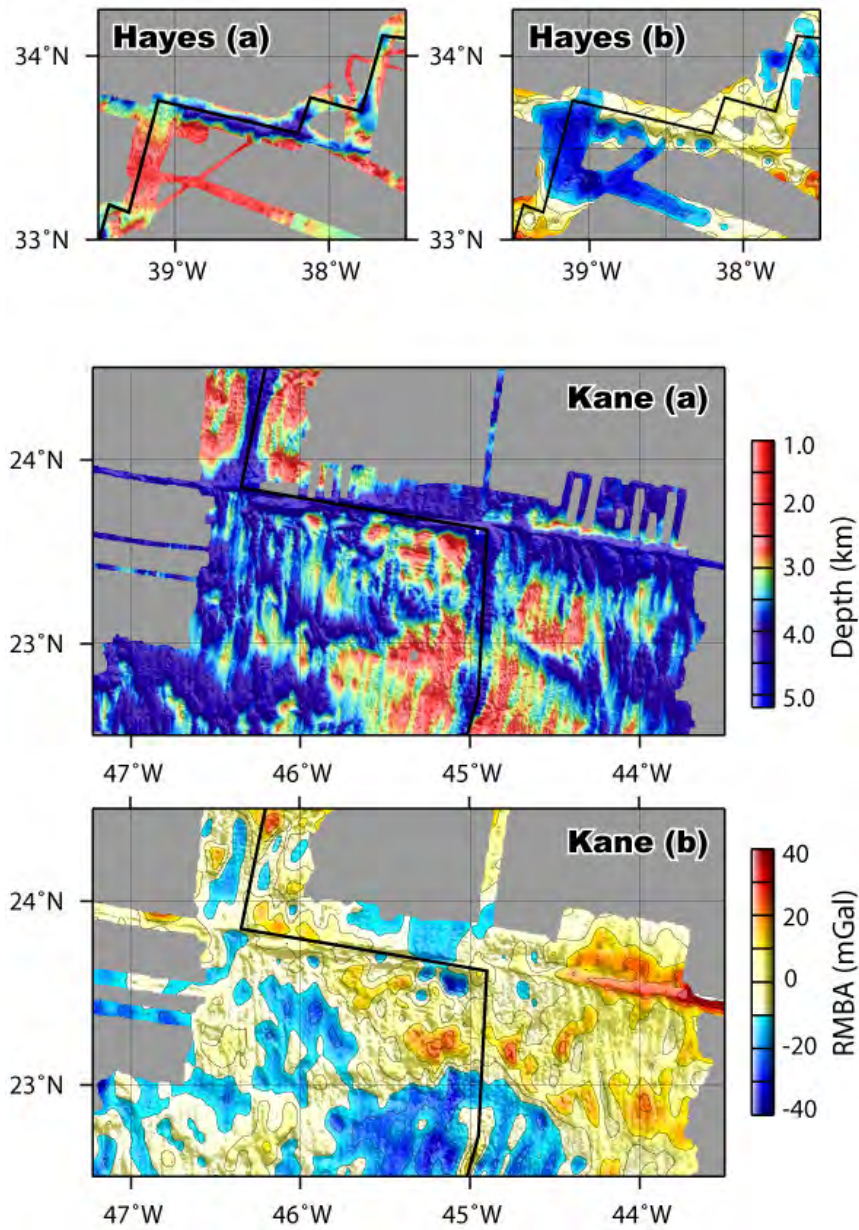 Hayes (a)
Hayes (b)
34˚N
34˚N
33˚N
33˚N
39˚W
38˚W
39˚W
38˚W
Kane (a)
24˚N
23˚N
47˚W
46˚W
45˚W
44˚W
1.0
2.0
3.0
4.0
5.0
Depth (km)
Kane (b)
24˚N
23˚N
47˚W
46˚W
45˚W
44˚W
40
20
0
-20
-40
RMBA (mGal)